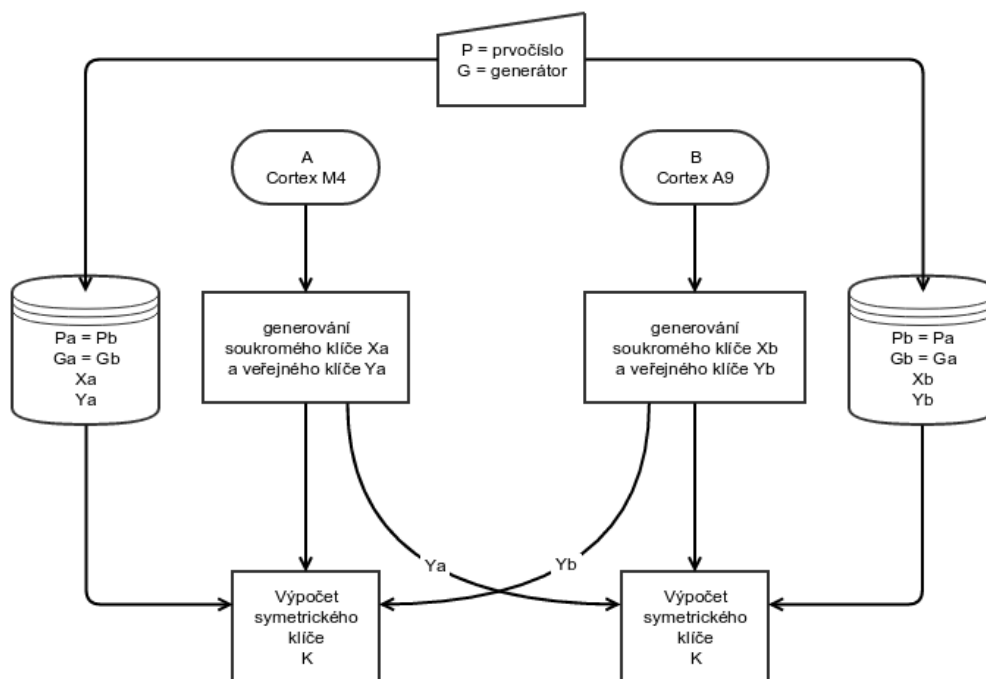 P = prvočíslo
G = generátor
A
Cortex M4
B
Cortex A9
Pa = Pb
Ga = Gb
Xa
Ya
generování
soukromého klíče Xa
a veřejného klíče Ya
generování
soukromého klíče Xb
a veřejného klíče Yb
Pb = Pa
Gb = Ga
Xb
Yb
Ya
Yb
Výpočet
symetrického
klíče
K
Výpočet
symetrického
klíče
K